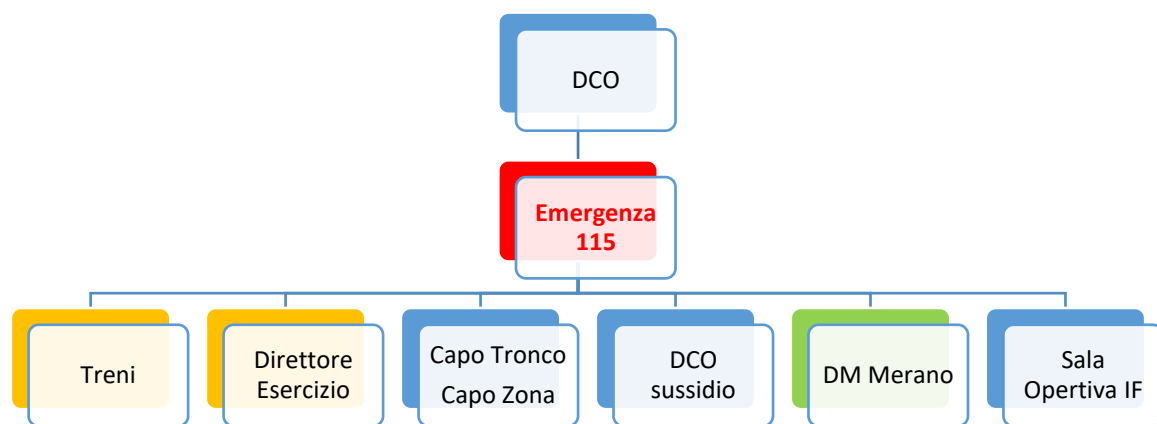 DCO
Emergenza
115
Treni
Direttore
Esercizio
Capo Tronco
Capo Zona
DCO
sussidio
DM Merano
Sala
Opertiva IF